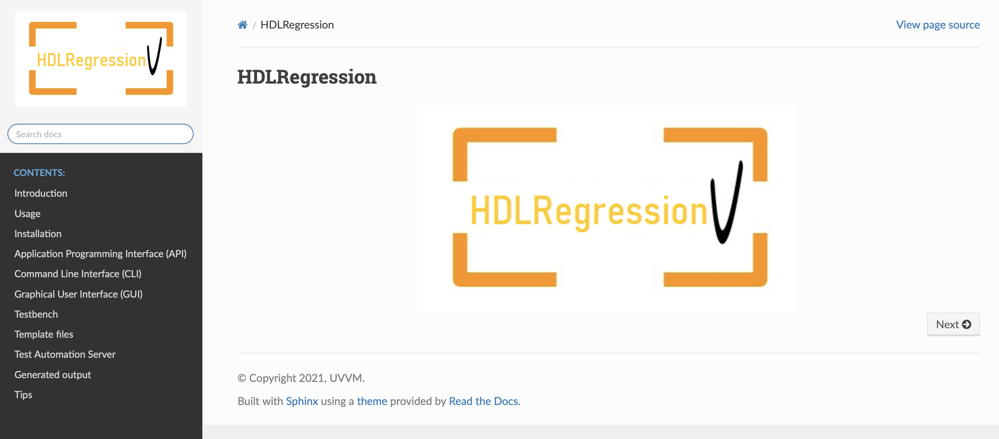 HDLRegression
Search docs
CONTENTS:
Introduction
Usage
Installation
Application Programming Interface (API)
Command Line Interface (CLI)
Graphical User Interface (GUI)
Testbench
Template files
Test Automation Server
Generated output
Tips
/ HDLRegression
View page source
HDLRegression
HDLRegression
Next
© Copyright 2021, UVVM.
Built with Sphinx using a theme provided by Read the Docs.